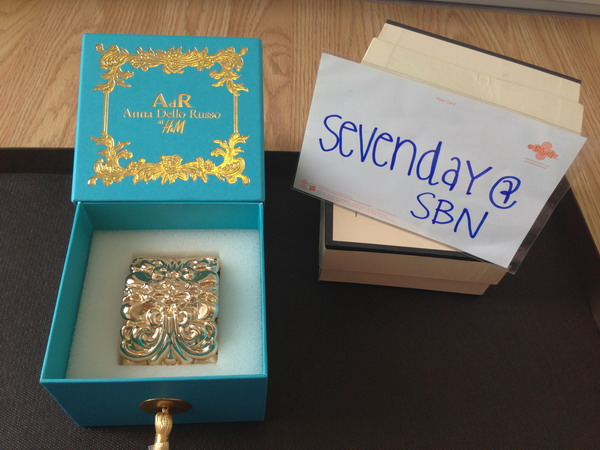 AdR
Anna Dello Russo
at H&M
sevenday @
SBN